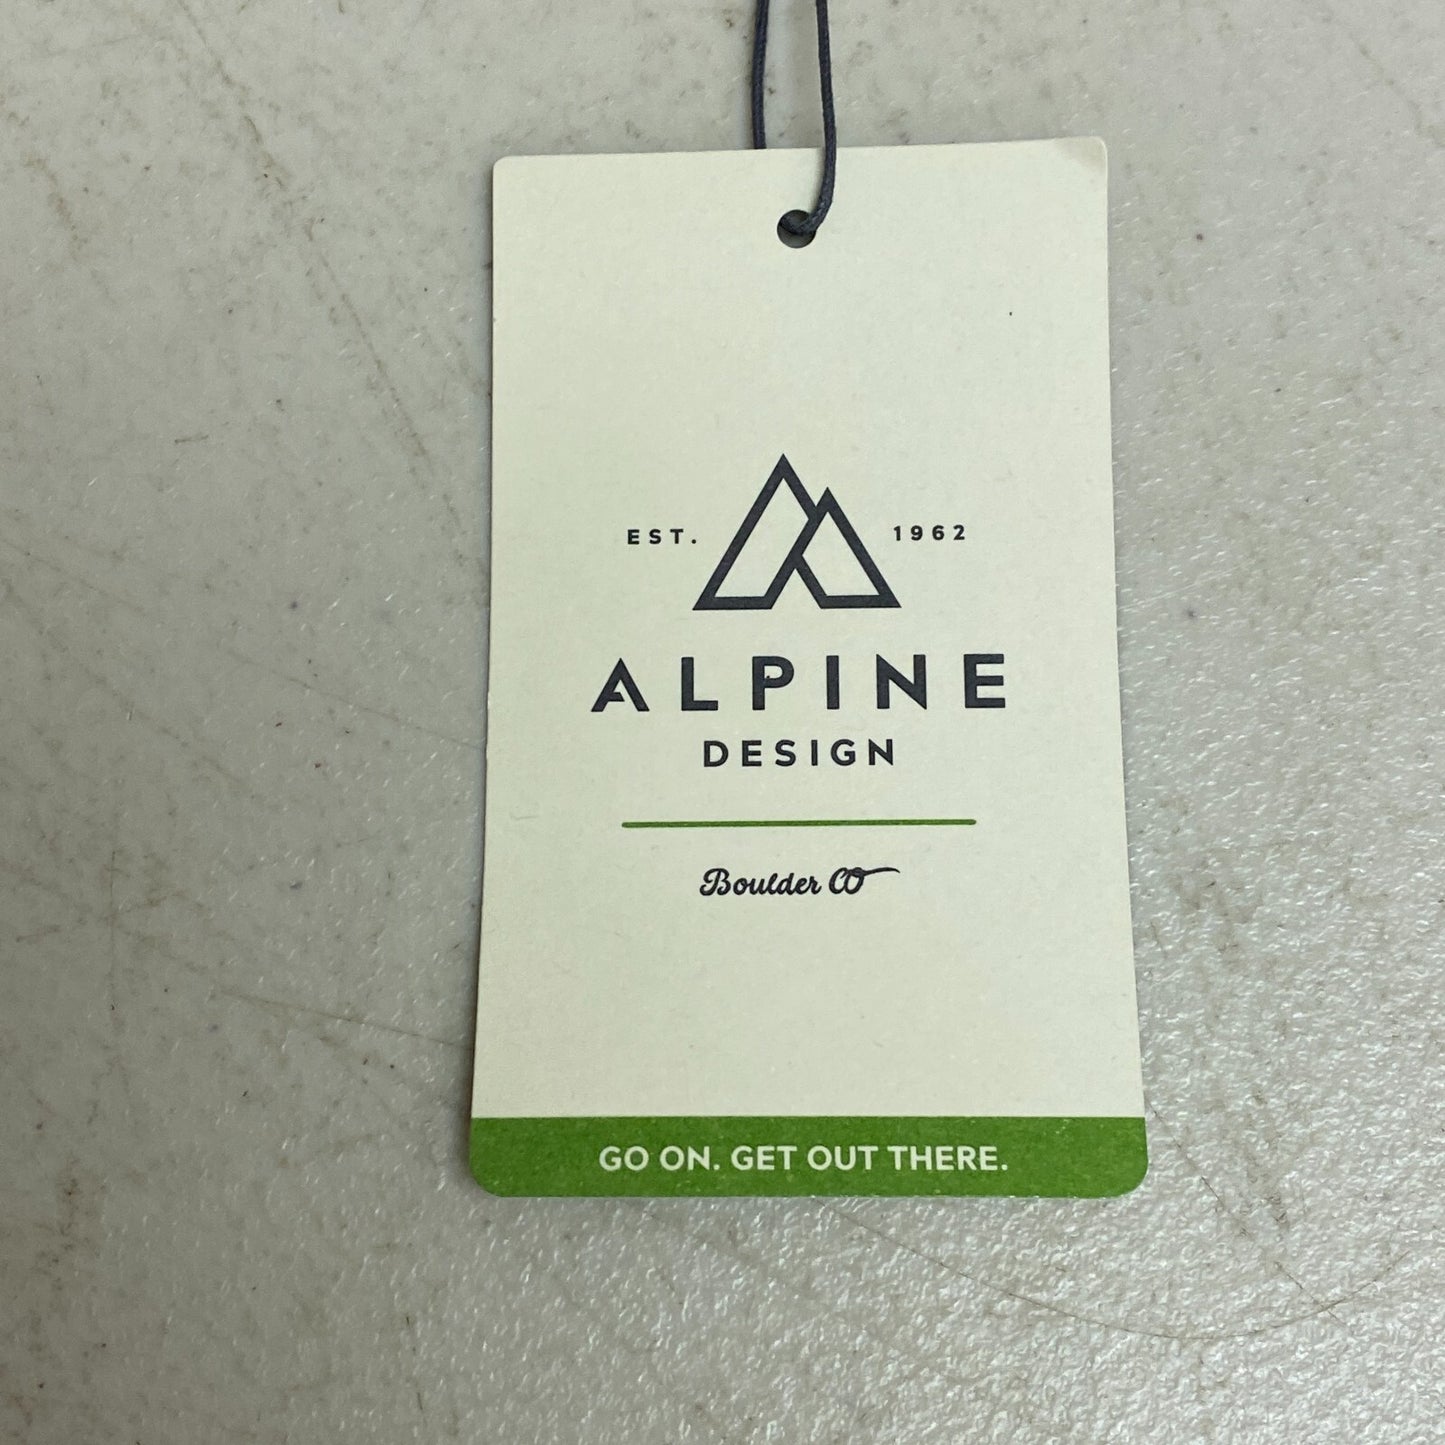 EST. 1962
ALPINE
DESIGN
Boulder CO
GO ON. GET OUT THERE.